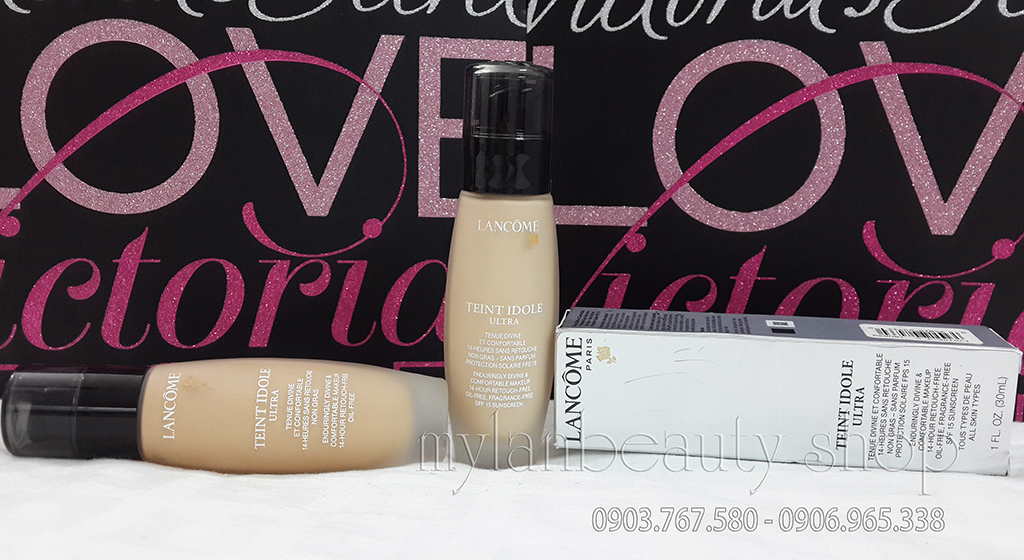 LOVE
LOVE
Victoria
Victoria
LANCÔME
TEINT IDOLE
ULTRA
TENUE DIVINE
ET CONFORTABLE
14-HEURES SANS RETOUCHE
NON GRAS
ENDURINGLY DIVINE &
COMFORTABLE MAKEUP
14-HOUR RETOUCH-FREE
OIL-FREE
LANCÔME
TEINT IDOLE
ULTRA
TENUE DIVINE
ET CONFORTABLE
14-HEURES SANS RETOUCHE
NON GRAS - SANS PARFUM
PROTECTION SOLAIRE FPS 15
ENDURINGLY DIVINE &
COMFORTABLE MAKEUP
14-HOUR RETOUCH-FREE
OIL-FREE, FRAGRANCE-FREE
SPF 15 SUNSCREEN
LANCÔME
PARIS
TEINT IDOLE
ULTRA
TENUE DIVINE ET CONFORTABLE
14-HEURES SANS RETOUCHE
NON GRAS - SANS PARFUM
PROTECTION SOLAIRE FPS 15
ENDURINGLY DIVINE &
COMFORTABLE MAKEUP
14-HOUR RETOUCH-FREE
OIL-FREE, FRAGRANCE-FREE
SPF 15 SUNSCREEN
TOUS TYPES DE PEAU
ALL SKIN TYPES
1 FL. OZ. (30mL)
mylanbeauty shop
0903.767.580 - 0906.965.338